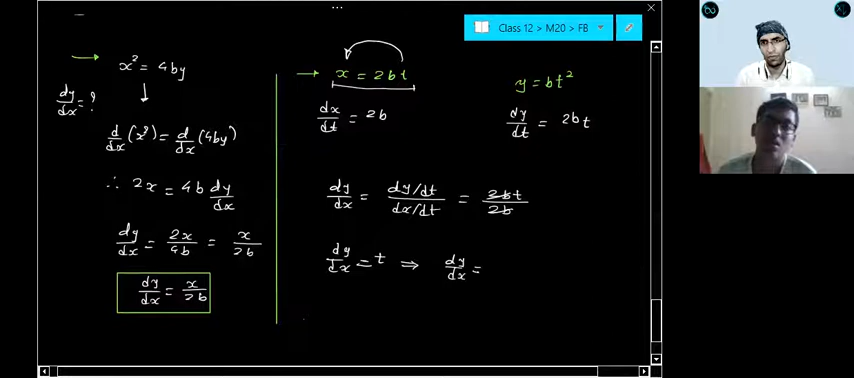 ...
Class 12 > M20 > FB
→ x² = 4by
dy/dx = ?
↓
d/dx (x²) = d/dx (4by)
∴ 2x = 4b dy/dx
dy/dx = 2x/4b = x/2b
dy/dx = x/2b
→ x = 2bt
dx/dt = 2b
y = bt²
dy/dt = 2bt
dy/dx = dy/dt / dx/dt = 2bt/2b
dy/dx = t ⇒ dy/dx =